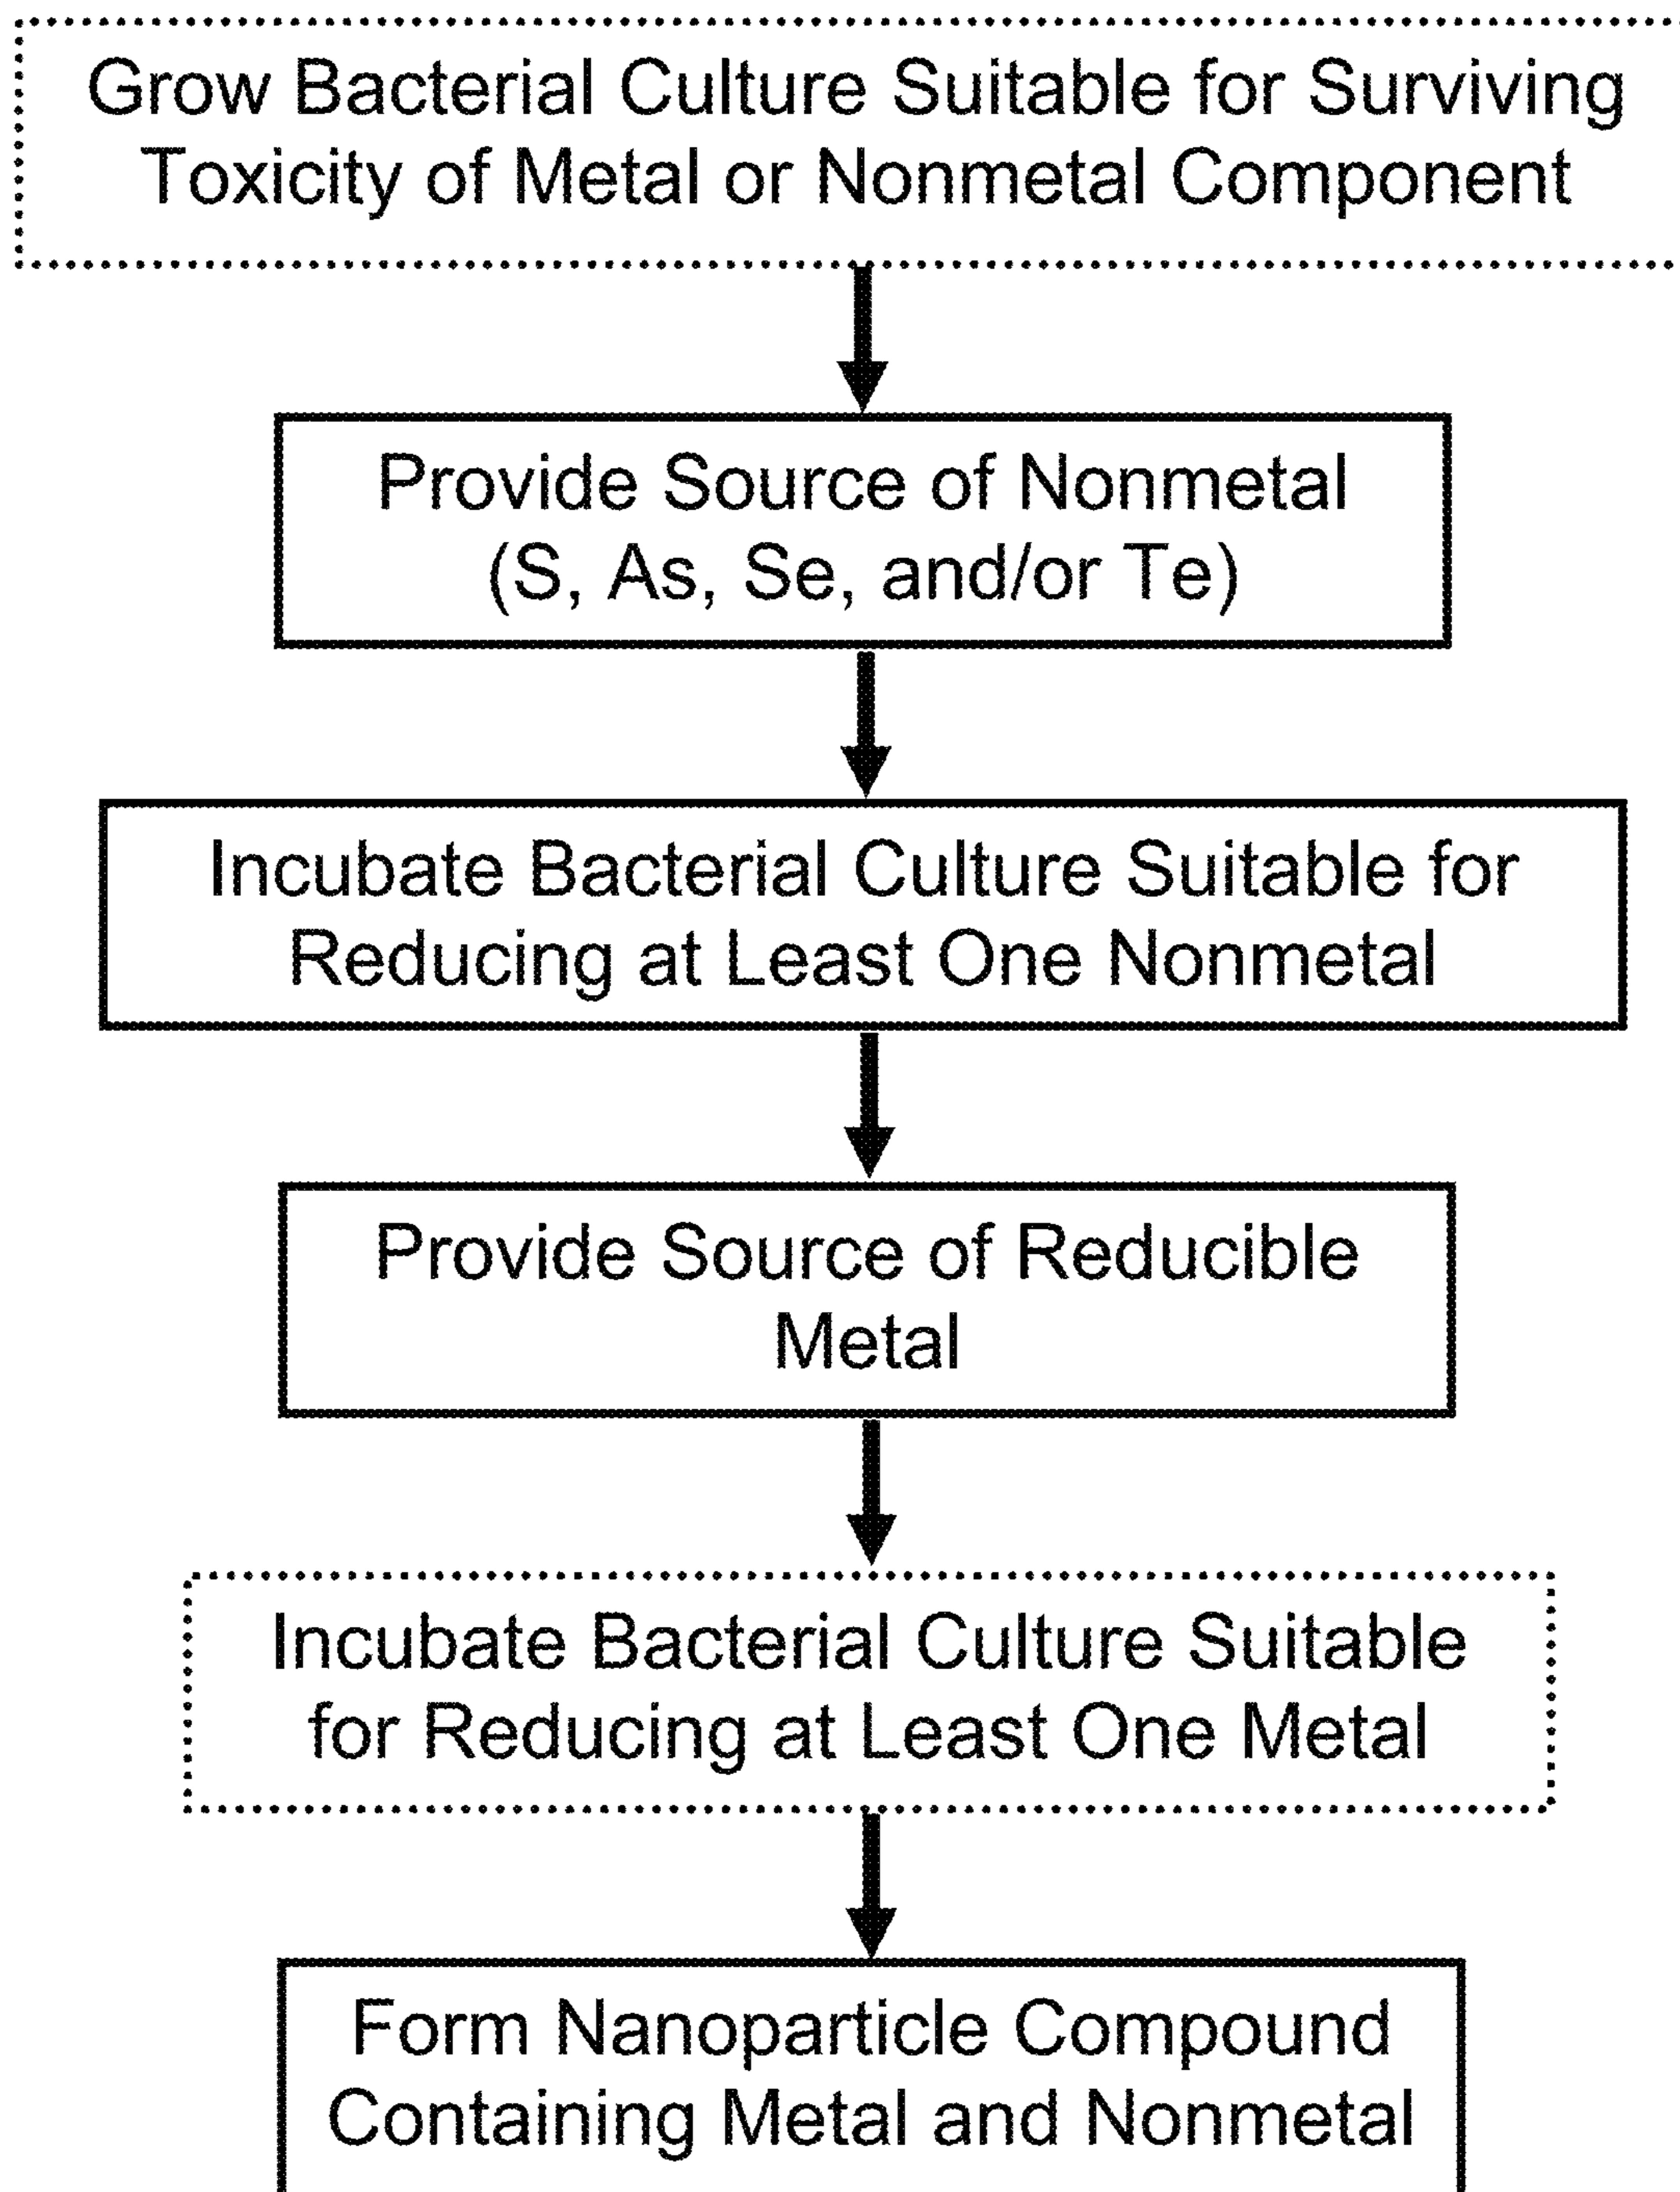 Grow Bacterial Culture Suitable for Surviving
Toxicity of Metal or Nonmetal Component
Provide Source of Nonmetal
(S, As, Se, and/or Te)
Incubate Bacterial Culture Suitable for
Reducing at Least One Nonmetal
Provide Source of Reducible
Metal
Incubate Bacterial Culture Suitable
for Reducing at Least One Metal
Form Nanoparticle Compound
Containing Metal and Nonmetal